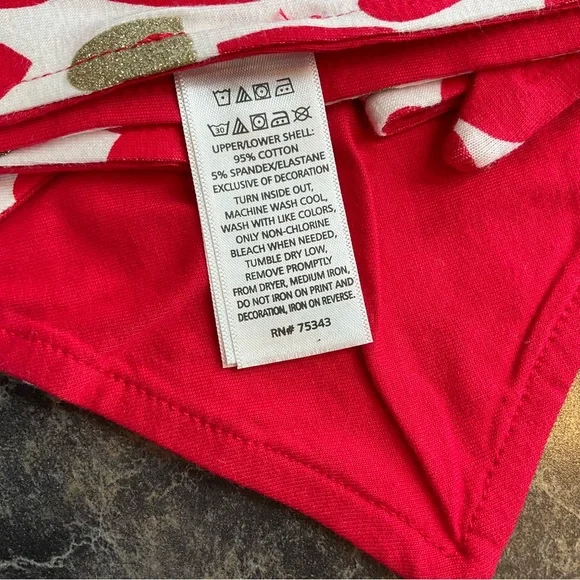 30
UPPER/LOWER SHELL:
95% COTTON
5% SPANDEX/ELASTANE
EXCLUSIVE OF DECORATION
TURN INSIDE OUT,
MACHINE WASH COOL,
WASH WITH LIKE COLORS,
ONLY NON-CHLORINE
BLEACH WHEN NEEDED,
TUMBLE DRY LOW,
REMOVE PROMPTLY
FROM DRYER, MEDIUM IRON,
DO NOT IRON ON PRINT AND
DECORATION, IRON ON REVERSE.
RN# 75343